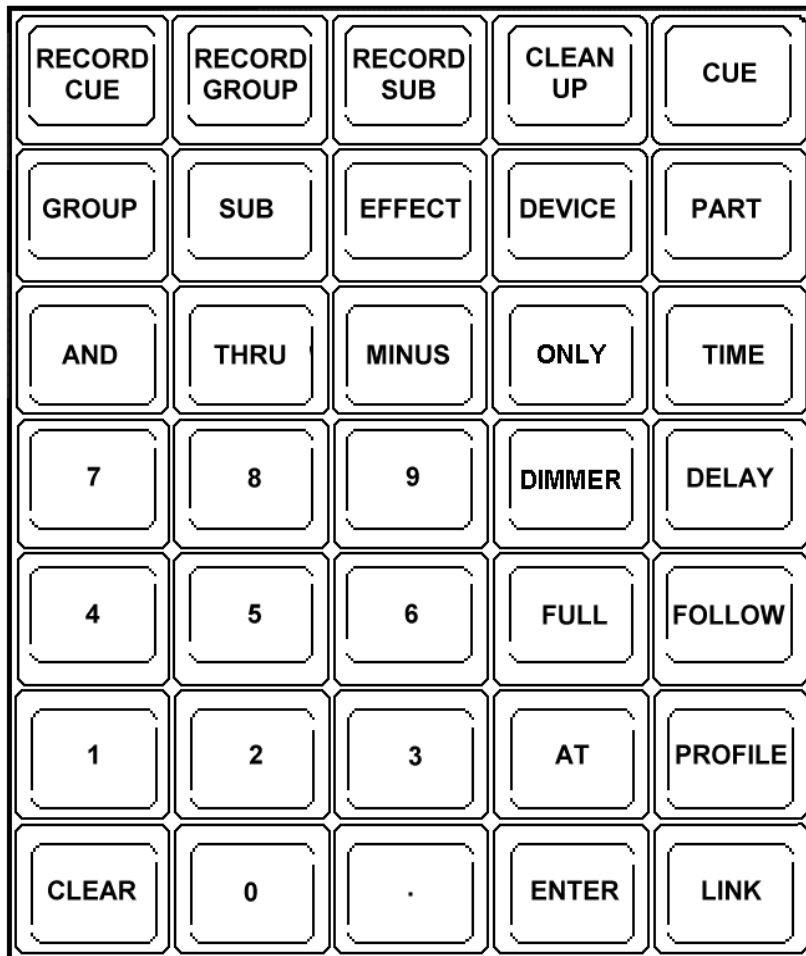 RECORD CUE
RECORD GROUP
RECORD SUB
CLEAN UP
CUE
GROUP
SUB
EFFECT
DEVICE
PART
AND
THRU
MINUS
ONLY
TIME
7
8
9
DIMMER
DELAY
4
5
6
FULL
FOLLOW
1
2
3
AT
PROFILE
CLEAR
0
.
ENTER
LINK